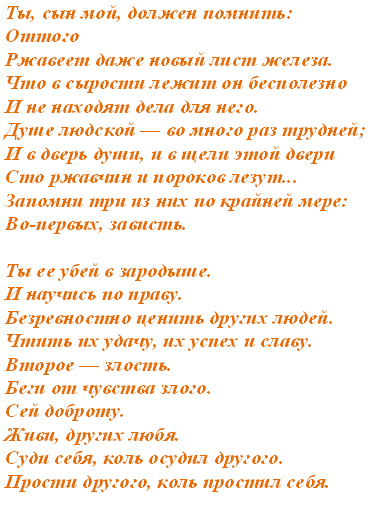 Ты, сын мой, должен помнить:
Оттого
Ржавеет даже новый лист железа.
Что в сырости лежит он бесполезно
И не находят дела для него.
Душе людской — во много раз трудней;
И в дверь души, и в щели этой двери
Сто ржавчин и пороков лезут...
Запомни три из них по крайней мере:
Во-первых, зависть.

Ты ее убей в зародыше.
И научись по праву.
Безревностно ценить других людей.
Чтить их удачу, их успех и славу.
Второе — злость.
Беги от чувства злого.
Сей доброту.
Живи, других любя.
Суди себя, коль осудил другого.
Прости другого, коль простил себя.